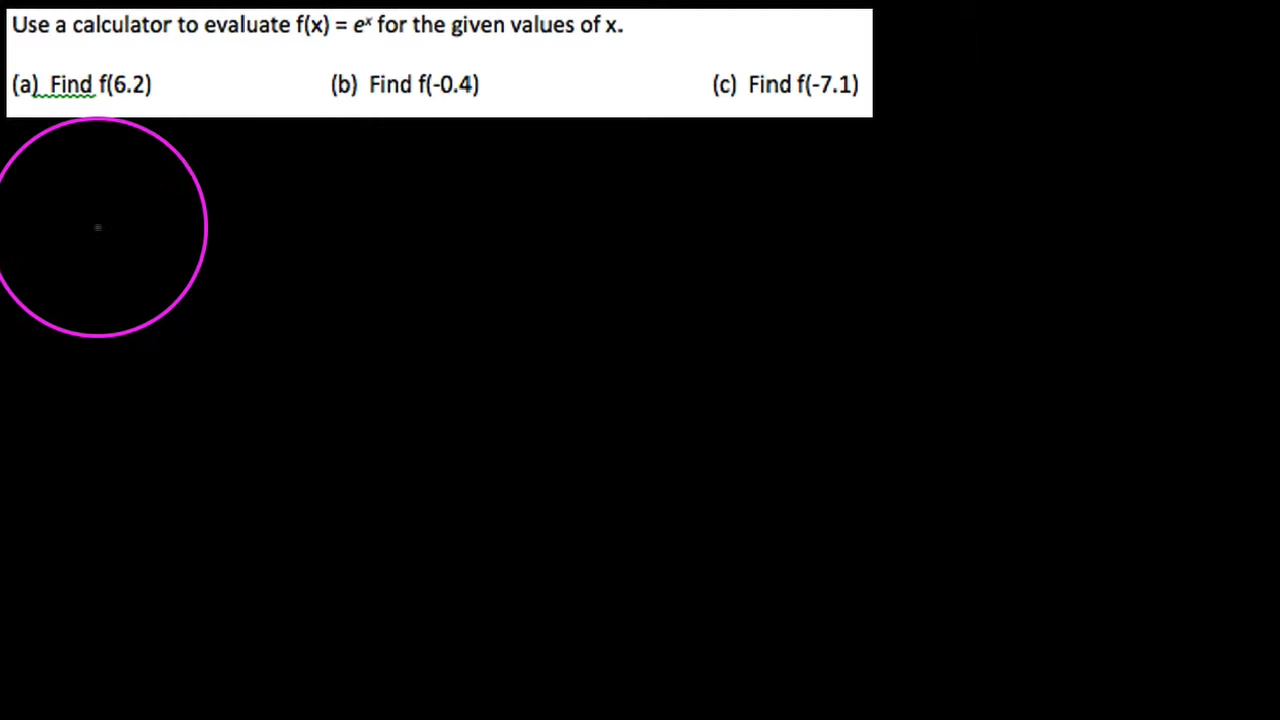 Use a calculator to evaluate f(x) = eˣ for the given values of x.
(a) Find f(6.2) (b) Find f(-0.4) (c) Find f(-7.1)